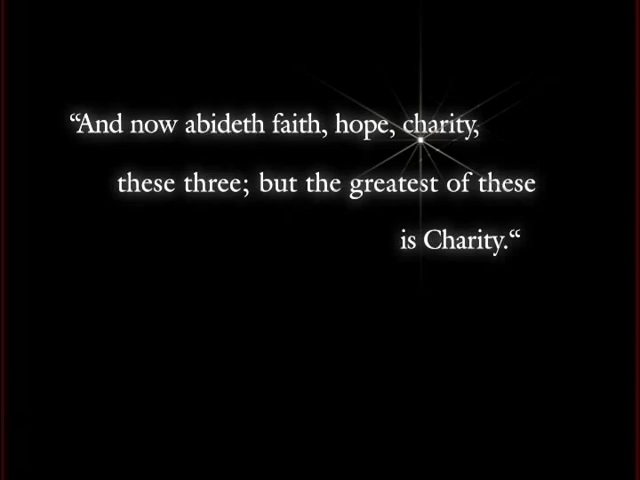 “And now abideth faith, hope, charity,
these three; but the greatest of these
is Charity.“